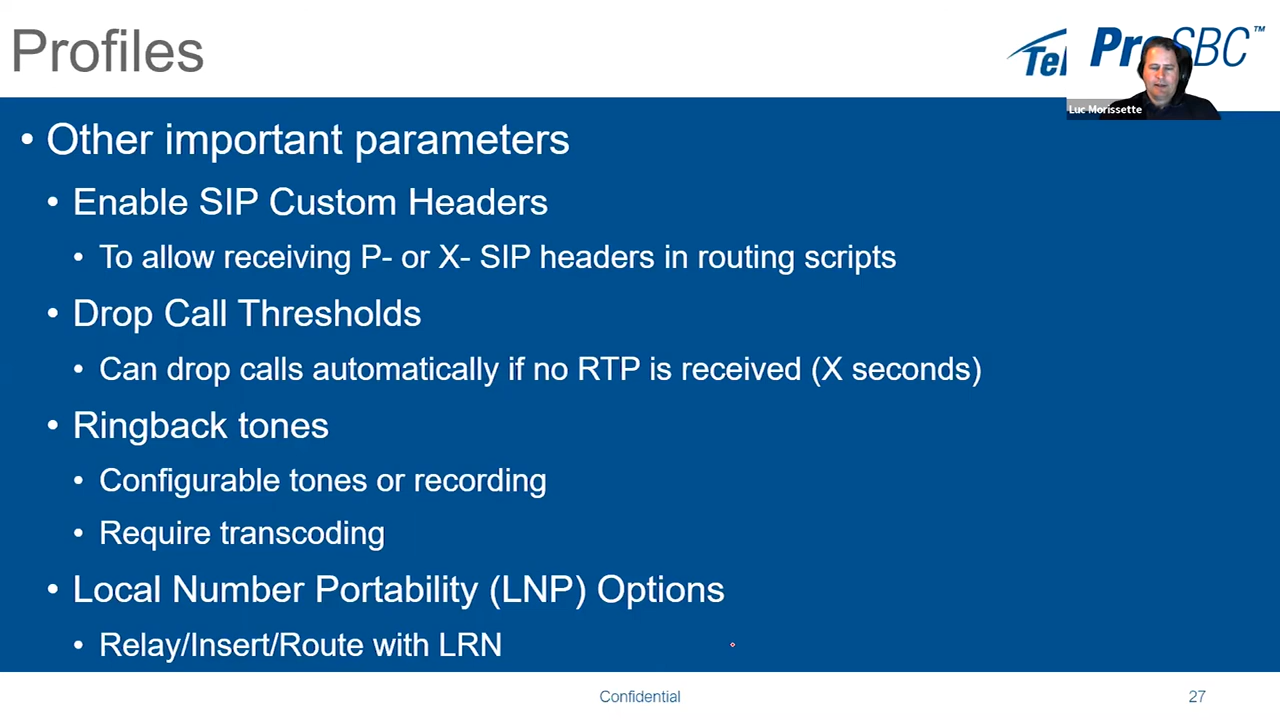 Profiles
Tel
ProSBC™
Luc Morissette
• Other important parameters
• Enable SIP Custom Headers
• To allow receiving P- or X- SIP headers in routing scripts
• Drop Call Thresholds
• Can drop calls automatically if no RTP is received (X seconds)
• Ringback tones
• Configurable tones or recording
• Require transcoding
• Local Number Portability (LNP) Options
• Relay/Insert/Route with LRN
Confidential
27